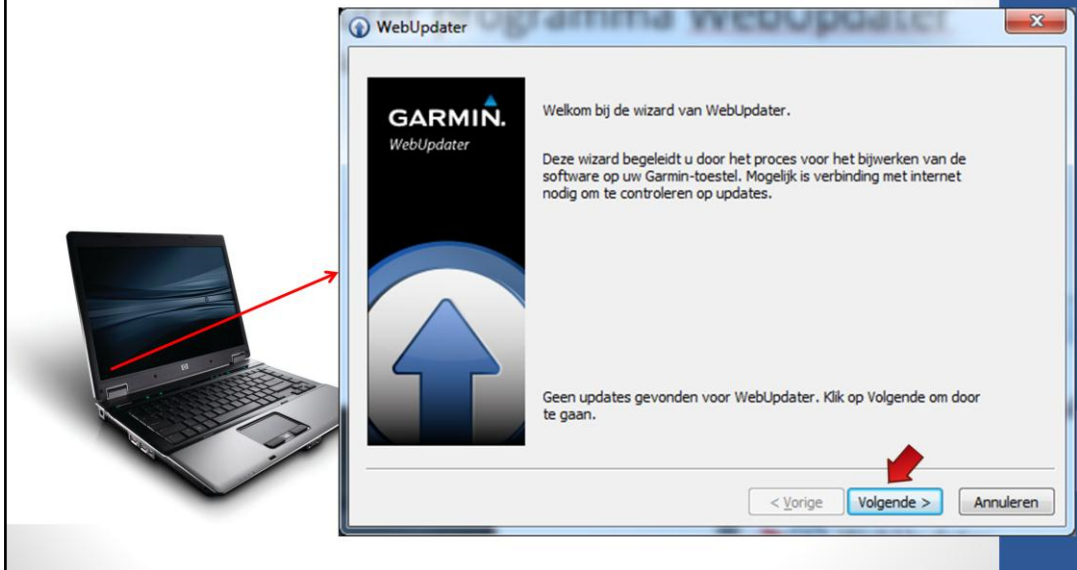 programma WebUpdater
WebUpdater
GARMIN.
WebUpdater
Welkom bij de wizard van WebUpdater.
Deze wizard begeleidt u door het proces voor het bijwerken van de
software op uw Garmin-toestel. Mogelijk is verbinding met internet
nodig om te controleren op updates.
Geen updates gevonden voor WebUpdater. Klik op Volgende om door
te gaan.
< Vorige
Volgende >
Annuleren